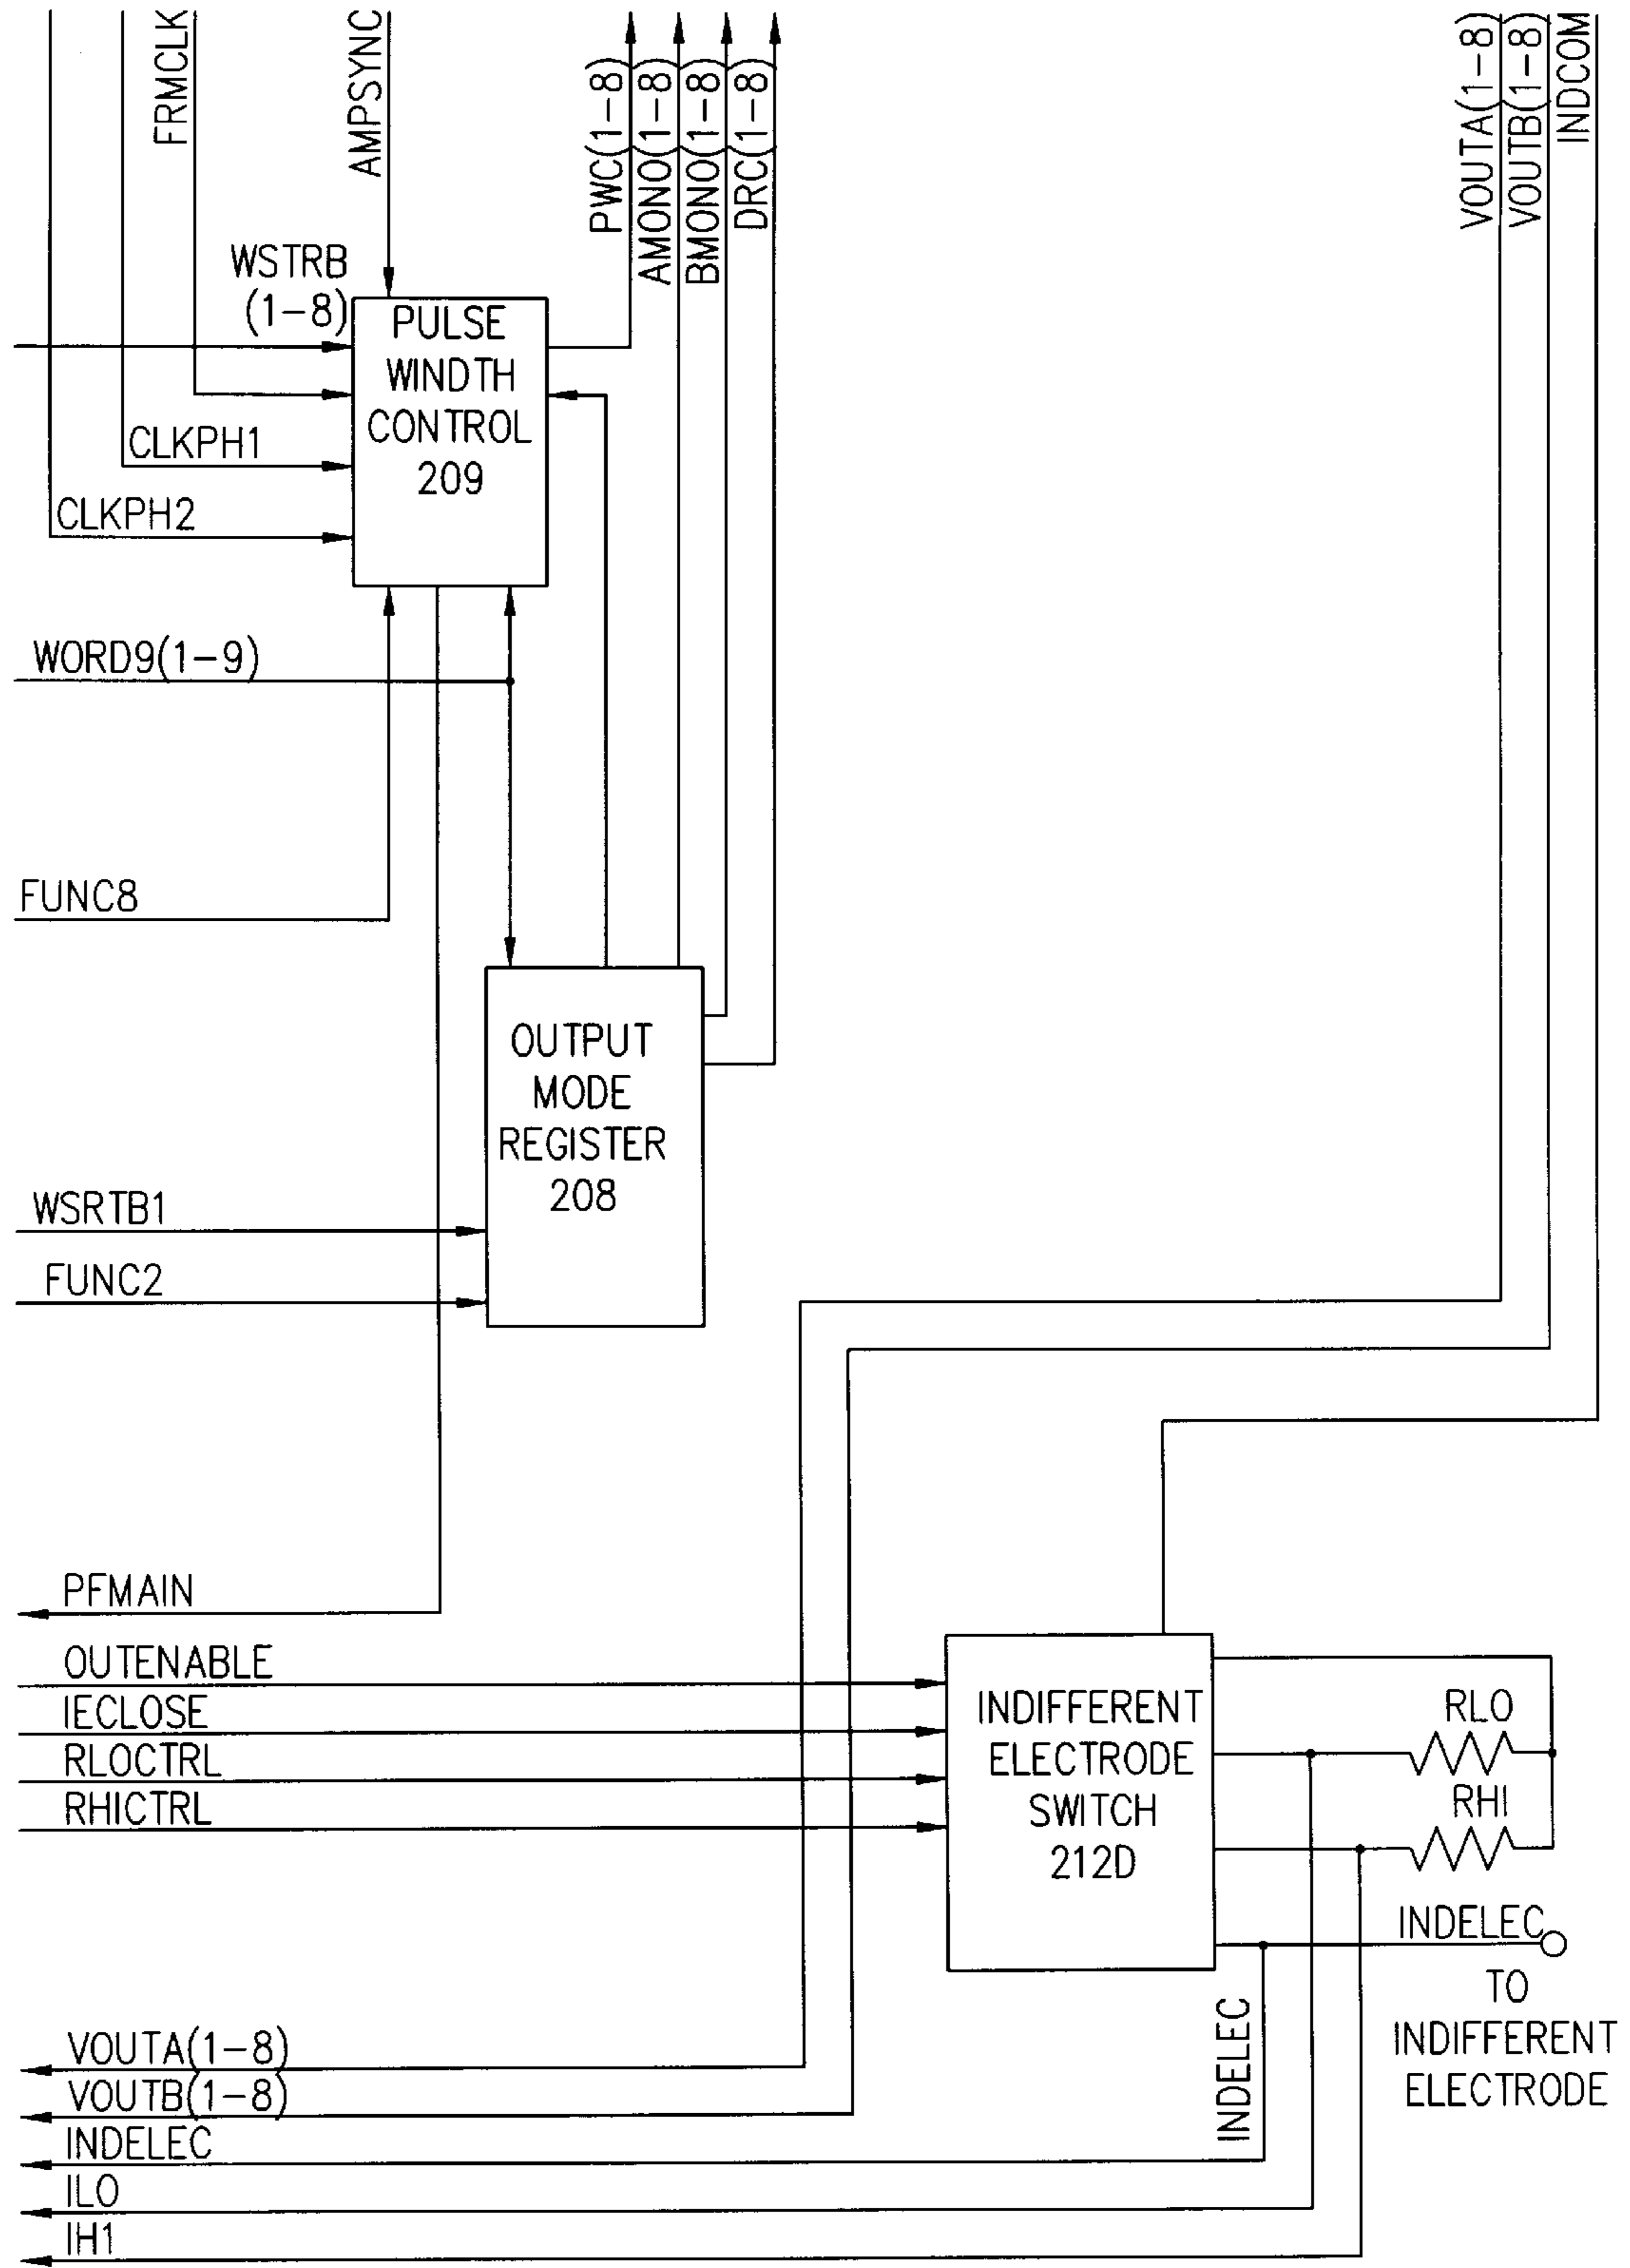 FRMCLK
AMPSYNC
PWC(1-8)
AMONO(1-8)
BMONO(1-8)
DRC(1-8)
VOUTA(1-8)
VOUTB(1-8)
INDCOM
WSTRB
(1-8)
PULSE
WINDTH
CONTROL
209
CLKPH1
CLKPH2
WORD9(1-9)
FUNC8
OUTPUT
MODE
REGISTER
208
WSRTB1
FUNC2
PFMAIN
OUTENABLE
IECLOSE
RLOCTRL
RHICTRL
INDIFFERENT
ELECTRODE
SWITCH
212D
RLO
RHI
INDELEC
TO
INDIFFERENT
ELECTRODE
INDELEC
VOUTA(1-8)
VOUTB(1-8)
INDELEC
ILO
IH1